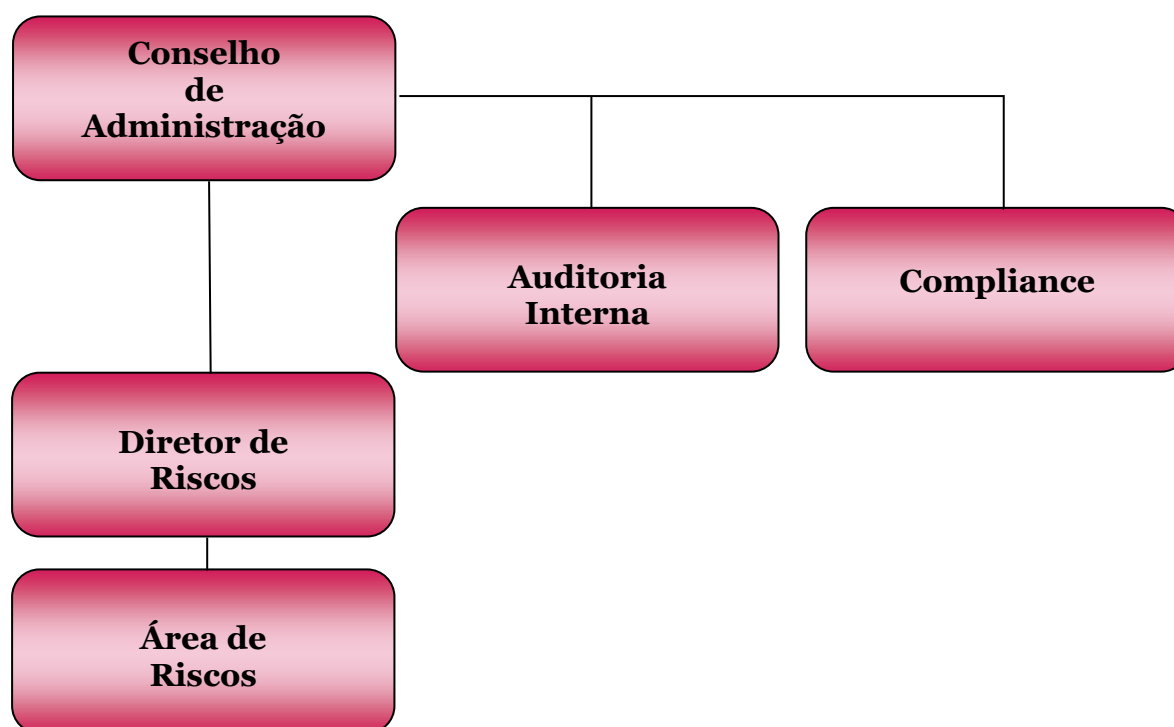 Conselho
de
Administração
Auditoria
Interna
Compliance
Diretor de
Riscos
Área de
Riscos